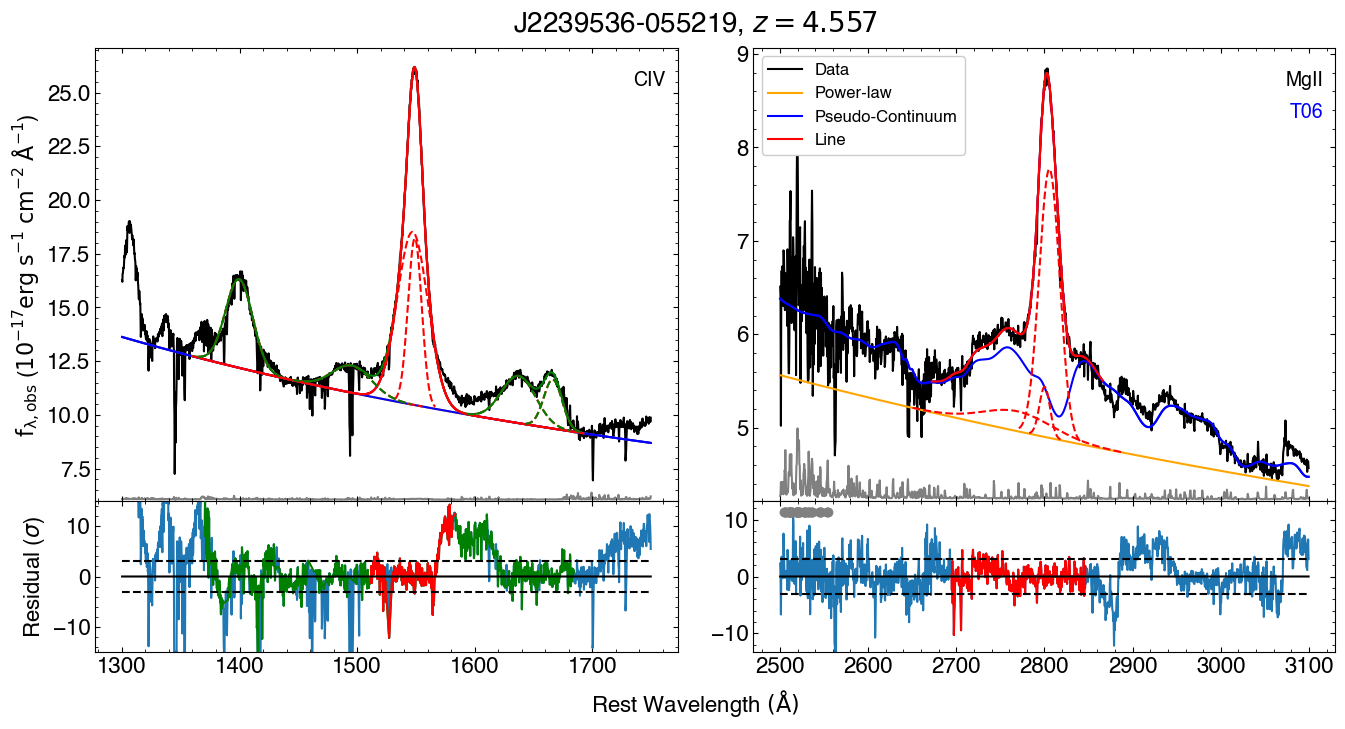 J2239536-055219, z = 4.557
CIV
25.0
22.5
20.0
17.5
15.0
12.5
10.0
7.5
fλ,obs (10⁻¹⁷erg s⁻¹ cm⁻² Å⁻¹)
Data
Power-law
Pseudo-Continuum
Line
MgII
T06
9
8
7
6
5
Residual (σ)
10
0
−10
1300 1400 1500 1600 1700
10
0
−10
2500 2600 2700 2800 2900 3000 3100
Rest Wavelength (Å)